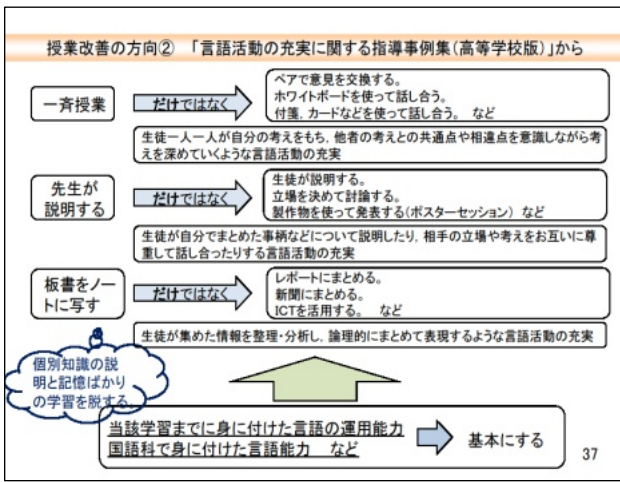 授業改善の方向② 「言語活動の充実に関する指導事例集(高等学校版)」から
一斉授業
だけではなく
ペアで意見を交換する。
ホワイトボードを使って話し合う。
付箋,カードなどを使って話し合う。 など
生徒一人一人が自分の考えをもち,他者の考えとの共通点や相違点を意識しながら考
えを深めていくような言語活動の充実
先生が
説明する
だけではなく
生徒が説明する。
立場を決めて討論する。
製作物を使って発表する(ポスターセッション) など
生徒が自分でまとめた事柄などについて説明したり,相手の立場や考えをお互いに尊
重して話し合ったりする言語活動の充実
板書をノー
トに写す
だけではなく
レポートにまとめる。
新聞にまとめる。
ICTを活用する。 など
生徒が集めた情報を整理・分析し,論理的にまとめて表現するような言語活動の充実
個別知識の説
明と記憶ばかり
の学習を脱する。
当該学習までに身に付けた言語の運用能力
国語科で身に付けた言語能力 など
基本にする
37